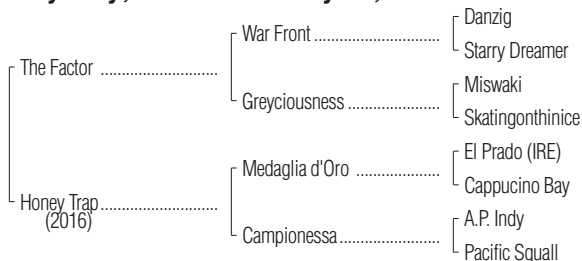 Danzig
War Front ..............................
Starry Dreamer
The Factor ............................
Miswaki
Greyciousness ......................
Skatingonthinice
El Prado (IRE)
Medaglia d'Oro ....................
Cappucino Bay
Honey Trap............................
(2016)
A.P. Indy
Campionessa........................
Pacific Squall